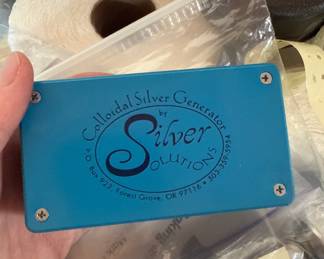 Colloidal Silver Generator
by
Silver
SOLUTIONS
P.O. Box 923, Forest Grove, OR 97116 • 503-359-5954